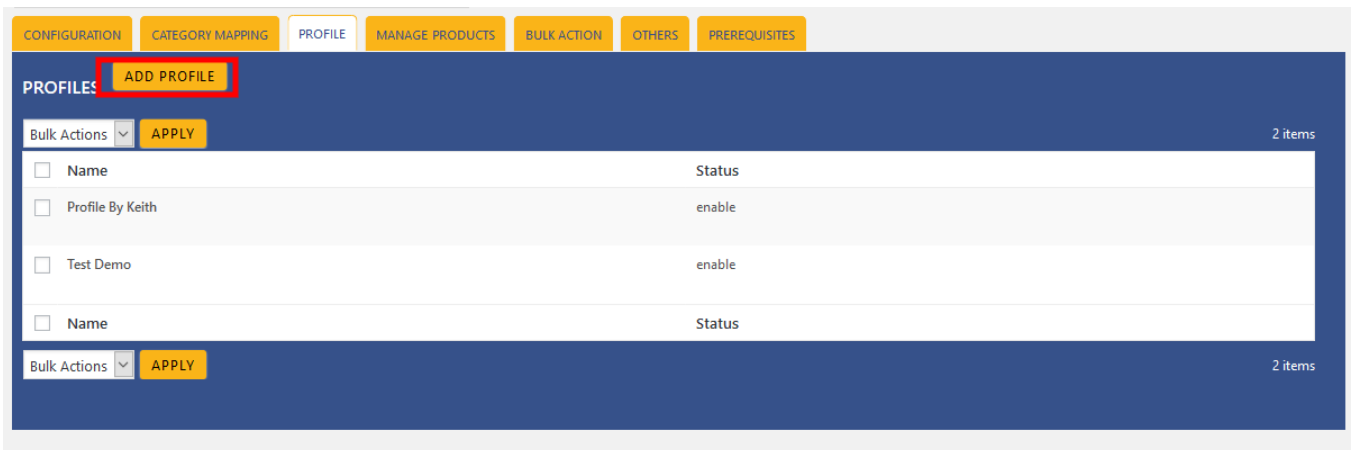 CONFIGURATION CATEGORY MAPPING PROFILE MANAGE PRODUCTS BULK ACTION OTHERS PREREQUISITES
PROFILES ADD PROFILE
Bulk Actions APPLY 2 items
Name Status
Profile By Keith enable
Test Demo enable
Name Status
Bulk Actions APPLY 2 items